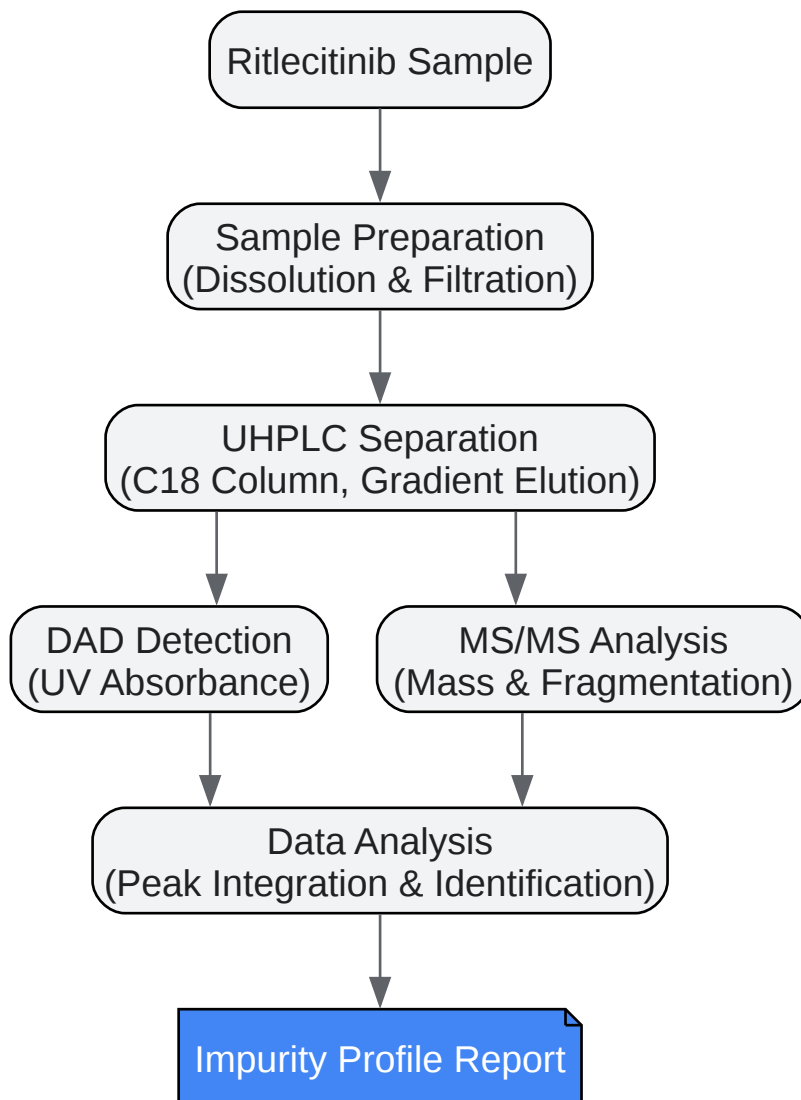 Ritlecitinib Sample
Sample Preparation
(Dissolution & Filtration)
UHPLC Separation
(C18 Column, Gradient Elution)
DAD Detection
(UV Absorbance)
MS/MS Analysis
(Mass & Fragmentation)
Data Analysis
(Peak Integration & Identification)
Impurity Profile Report